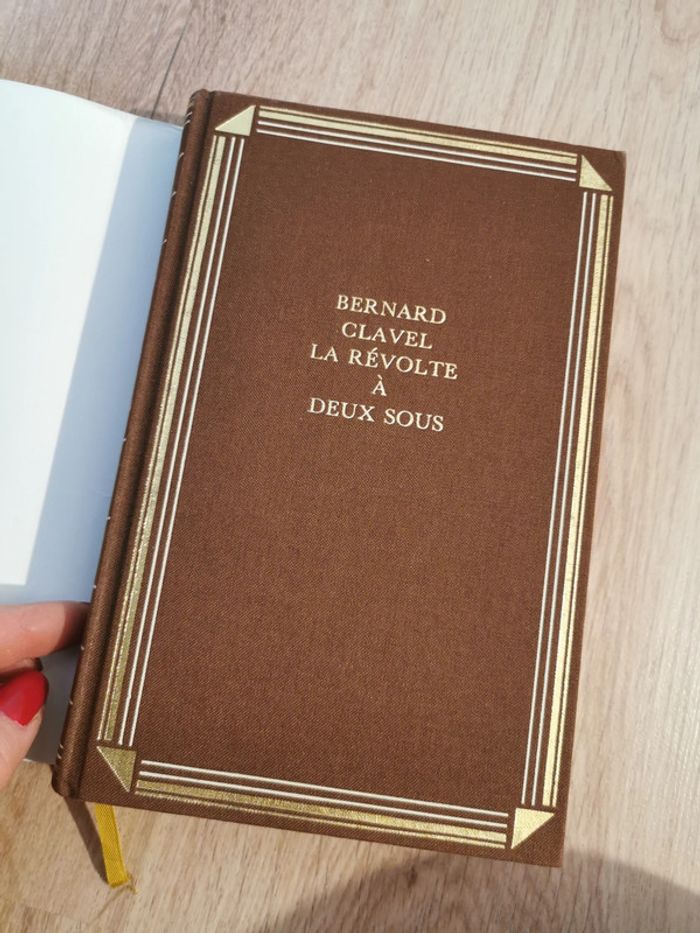 BERNARD
CLAVEL
LA RÉVOLTE
À
DEUX SOUS